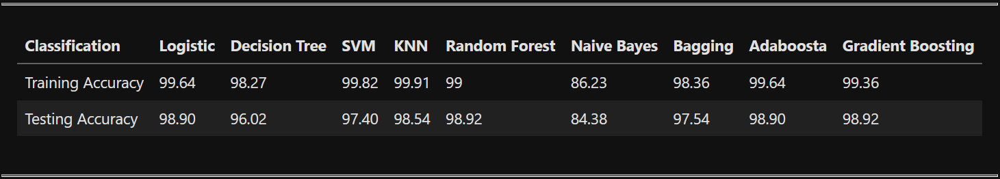 Classification Logistic Decision Tree SVM KNN Random Forest Naive Bayes Bagging Adaboosta Gradient Boosting
Training Accuracy 99.64 98.27 99.82 99.91 99 86.23 98.36 99.64 99.36
Testing Accuracy 98.90 96.02 97.40 98.54 98.92 84.38 97.54 98.90 98.92